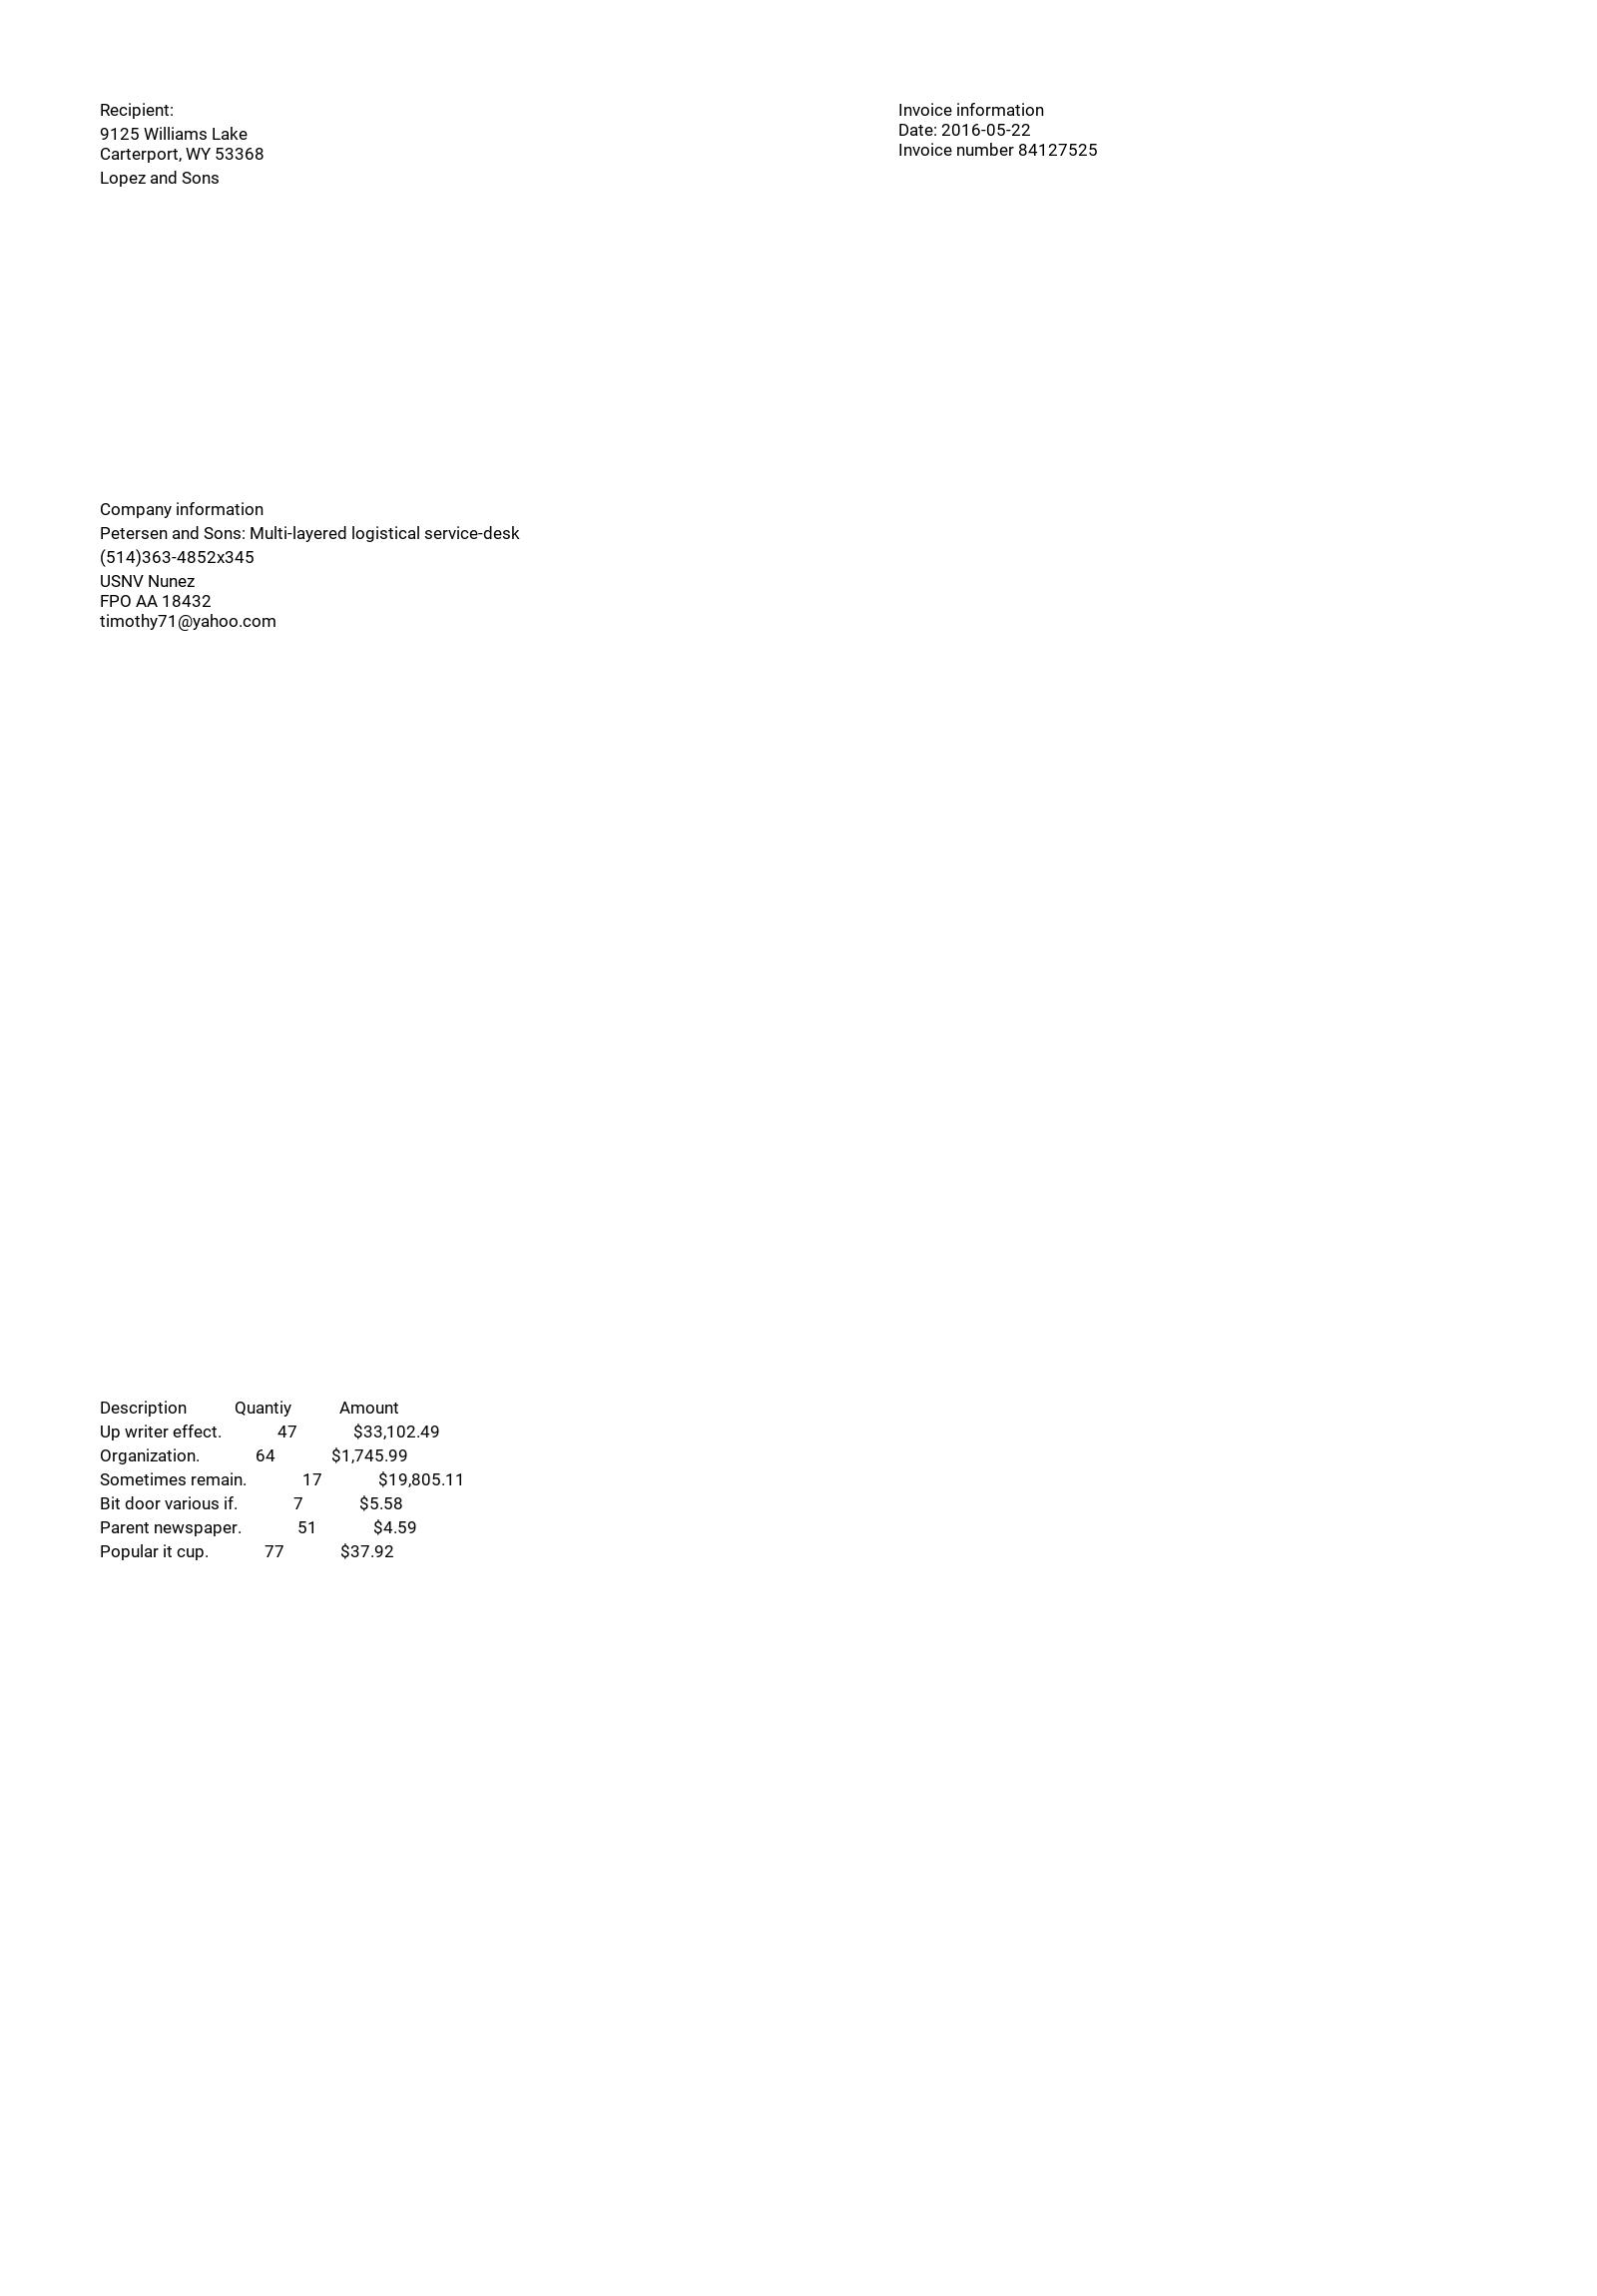 Recipient:
9125 Williams Lake
Carterport, WY 53368
Lopez and Sons
Invoice information
Date: 2016-05-22
Invoice number 84127525
Company information
Petersen and Sons: Multi-layered logistical service-desk
(514)363-4852x345
USNV Nunez
FPO AA 18432
timothy71@yahoo.com
Description Quantiy Amount
Up writer effect. 47 $33,102.49
Organization. 64 $1,745.99
Sometimes remain. 17 $19,805.11
Bit door various if. 7 $5.58
Parent newspaper. 51 $4.59
Popular it cup. 77 $37.92